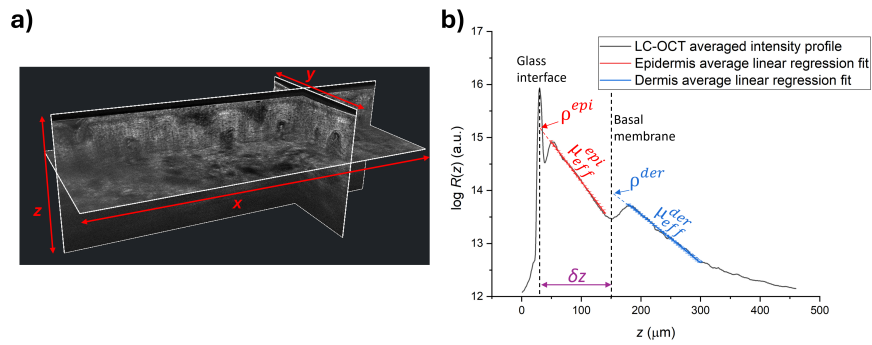 a)
y
z
x
b)
LC-OCT averaged intensity profile
Epidermis average linear regression fit
Dermis average linear regression fit
Glass
interface
ρ^epi
μ_eff^epi
Basal
membrane
ρ^der
μ_eff^der
δz
log R(z) (a.u.)
17
16
15
14
13
12
0 100 200 300 400 500
z (μm)